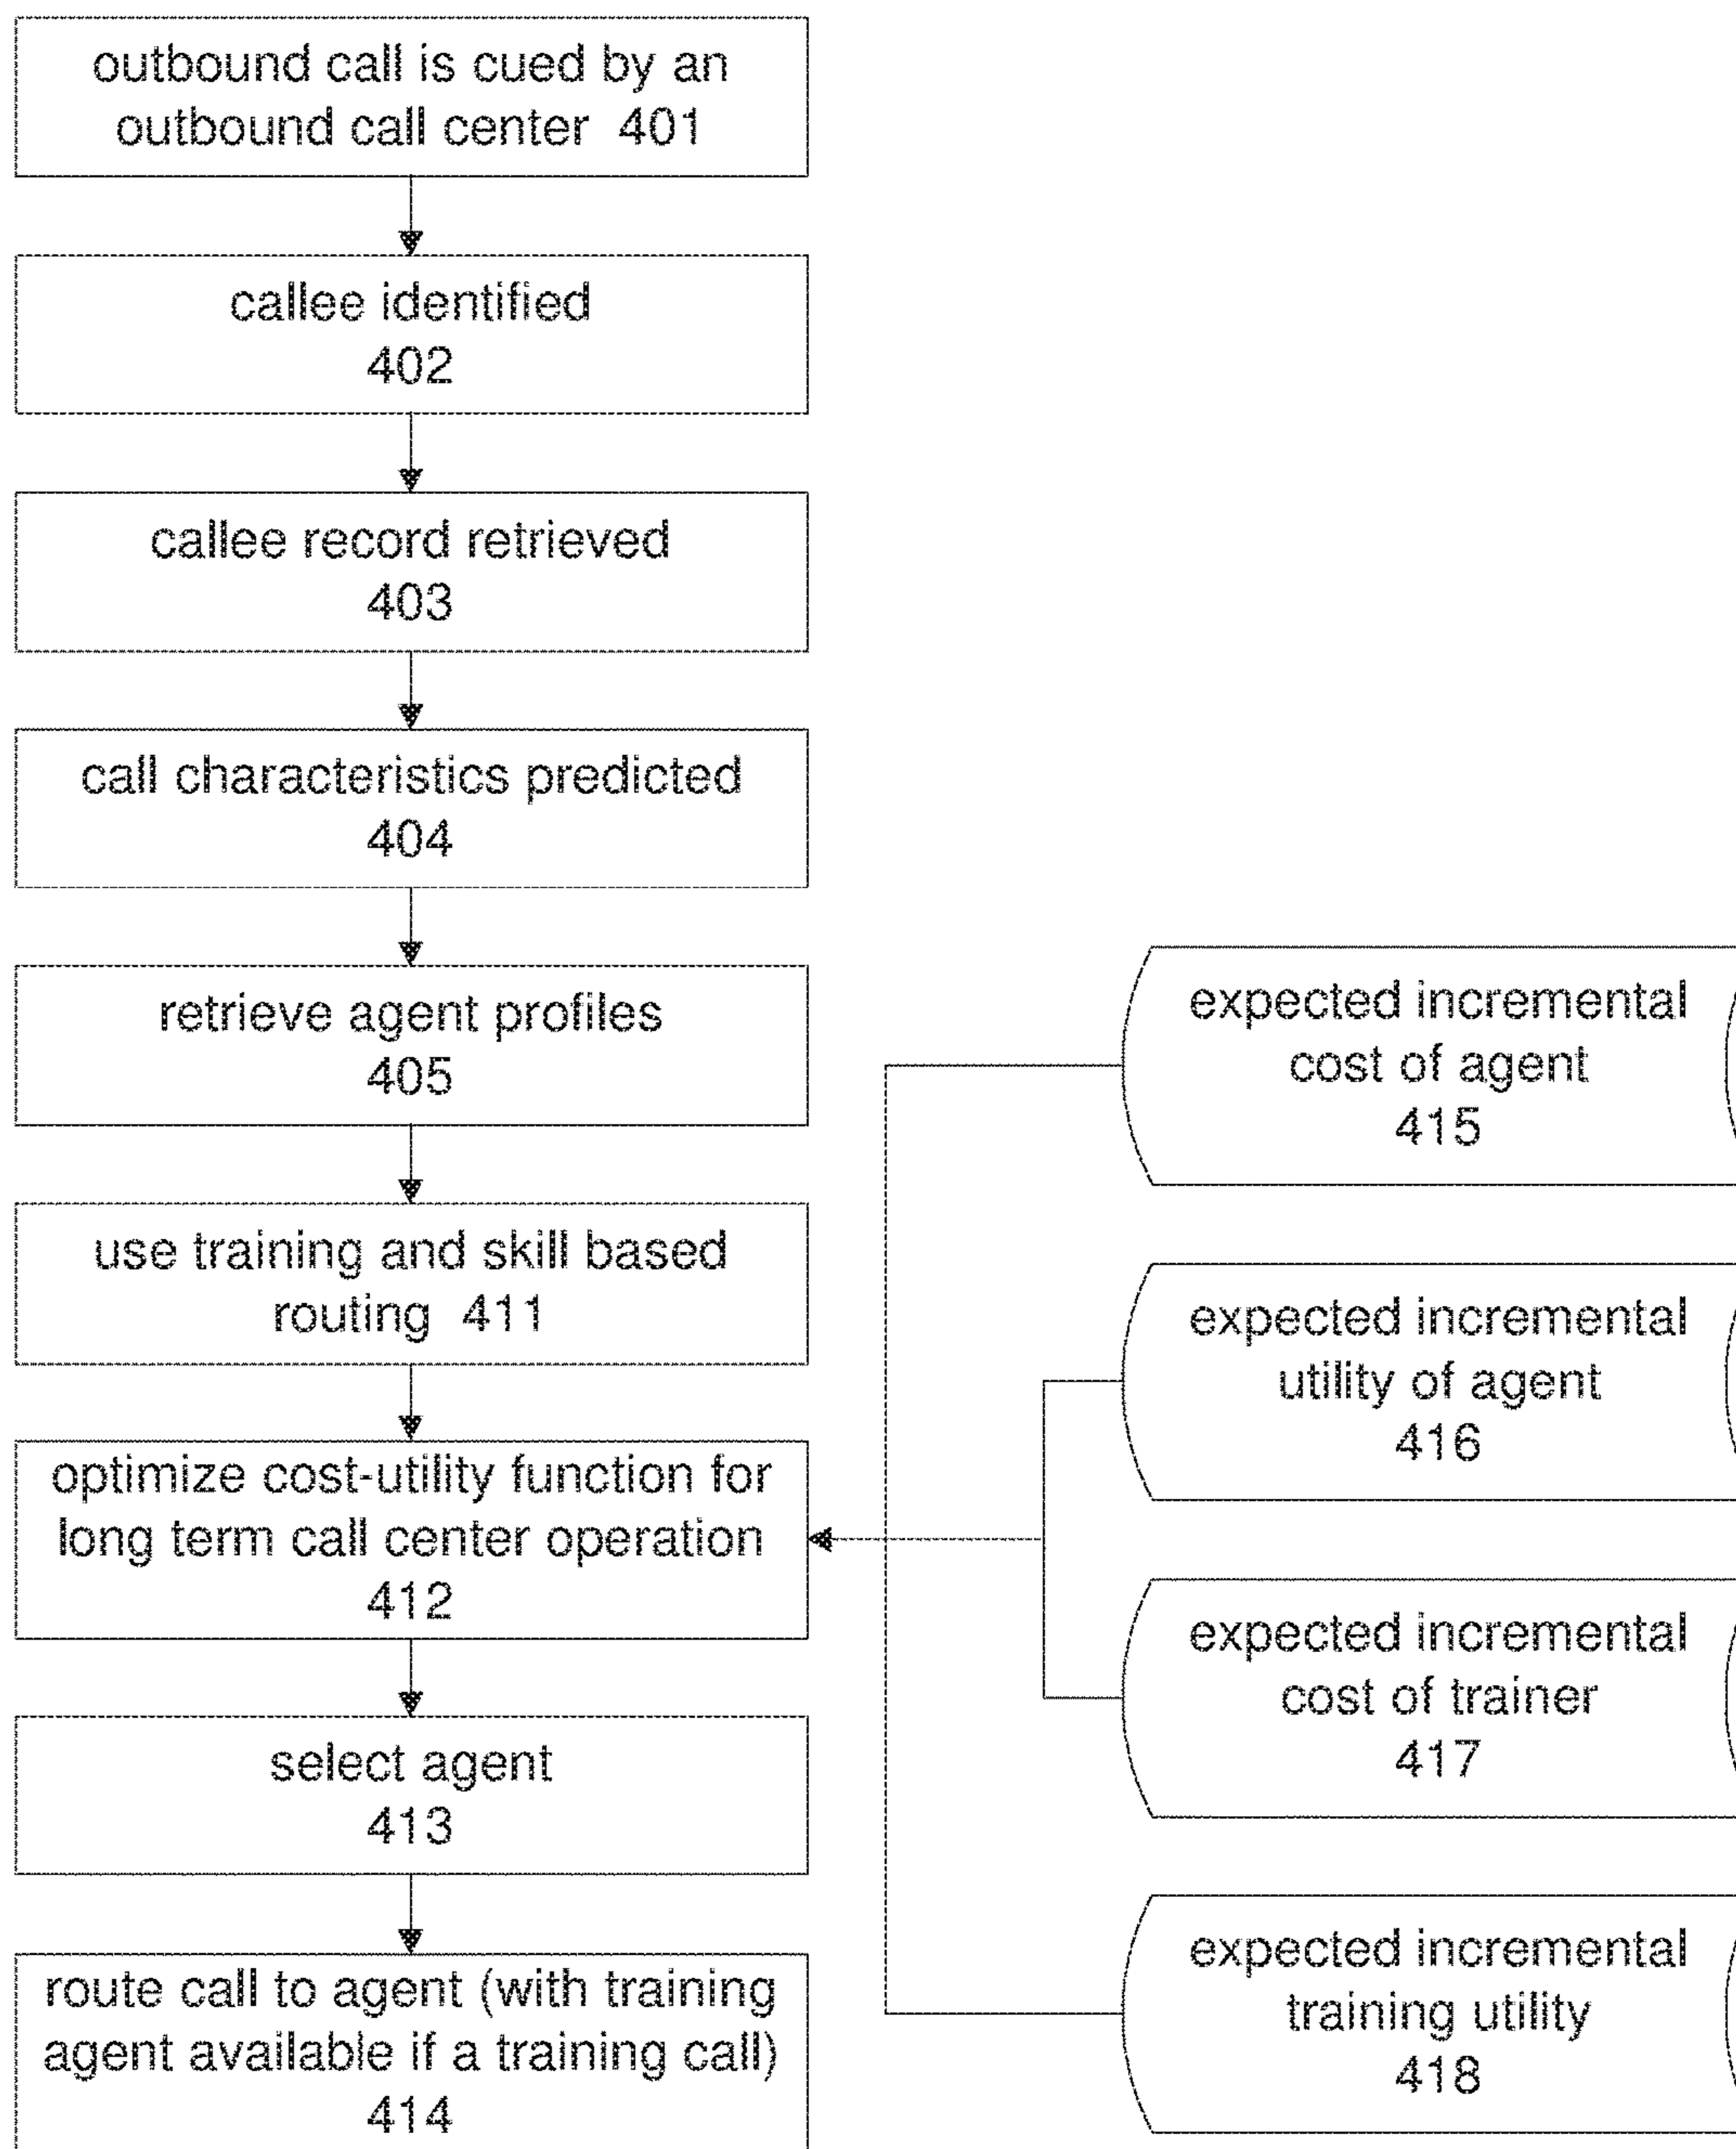 outbound call is cued by an
outbound call center 401
callee identified
402
callee record retrieved
403
call characteristics predicted
404
retrieve agent profiles
405
use training and skill based
routing 411
optimize cost-utility function for
long term call center operation
412
select agent
413
route call to agent (with training
agent available if a training call)
414
expected incremental
cost of agent
415
expected incremental
utility of agent
416
expected incremental
cost of trainer
417
expected incremental
training utility
418